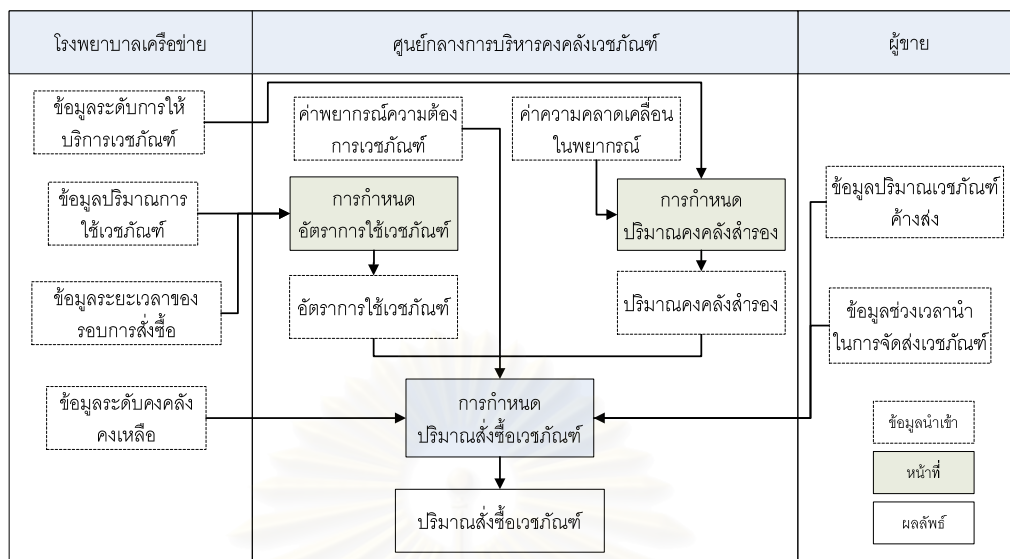 โรงพยาบาลเครือข่าย
ศูนย์กลางการบริหารคงคลังเวชภัณฑ์
ผู้ขาย
ข้อมูลระดับการให้
บริการเวชภัณฑ์
ค่าพยากรณ์ความต้อง
การเวชภัณฑ์
ค่าความคลาดเคลื่อน
ในพยากรณ์
ข้อมูลปริมาณการ
ใช้เวชภัณฑ์
การกำหนด
อัตราการใช้เวชภัณฑ์
การกำหนด
ปริมาณคงคลังสำรอง
ข้อมูลปริมาณเวชภัณฑ์
ค้างส่ง
ข้อมูลระยะเวลาของ
รอบการสั่งซื้อ
อัตราการใช้เวชภัณฑ์
ปริมาณคงคลังสำรอง
ข้อมูลช่วงเวลานำ
ในการจัดส่งเวชภัณฑ์
ข้อมูลระดับคงคลัง
คงเหลือ
การกำหนด
ปริมาณสั่งซื้อเวชภัณฑ์
ปริมาณสั่งซื้อเวชภัณฑ์
ข้อมูลนำเข้า
หน้าที่
ผลลัพธ์